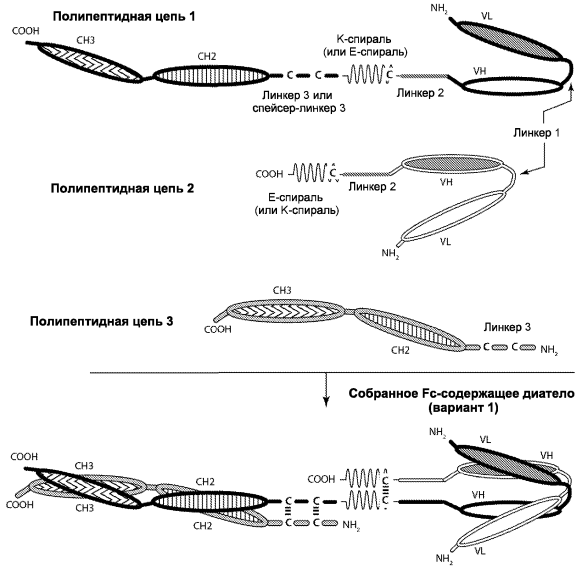 Полипептидная цепь 1
COOH
CH3
CH2
C C
Линкер 3 или
спейсер-линкер 3
К-спираль
(или Е-спираль)
C
Линкер 2
NH2
VL
VH
Линкер 1
Полипептидная цепь 2
COOH
C
Е-спираль
(или К-спираль)
Линкер 2
VH
VL
NH2
Полипептидная цепь 3
COOH
CH3
CH2
Линкер 3
C C
NH2
Собранное Fc-содержащее диатело
(вариант 1)
COOH
COOH
CH3
CH3
CH2
CH2
C C
C C
NH2
COOH
C
C
NH2
VL
VH
VH
VL
NH2